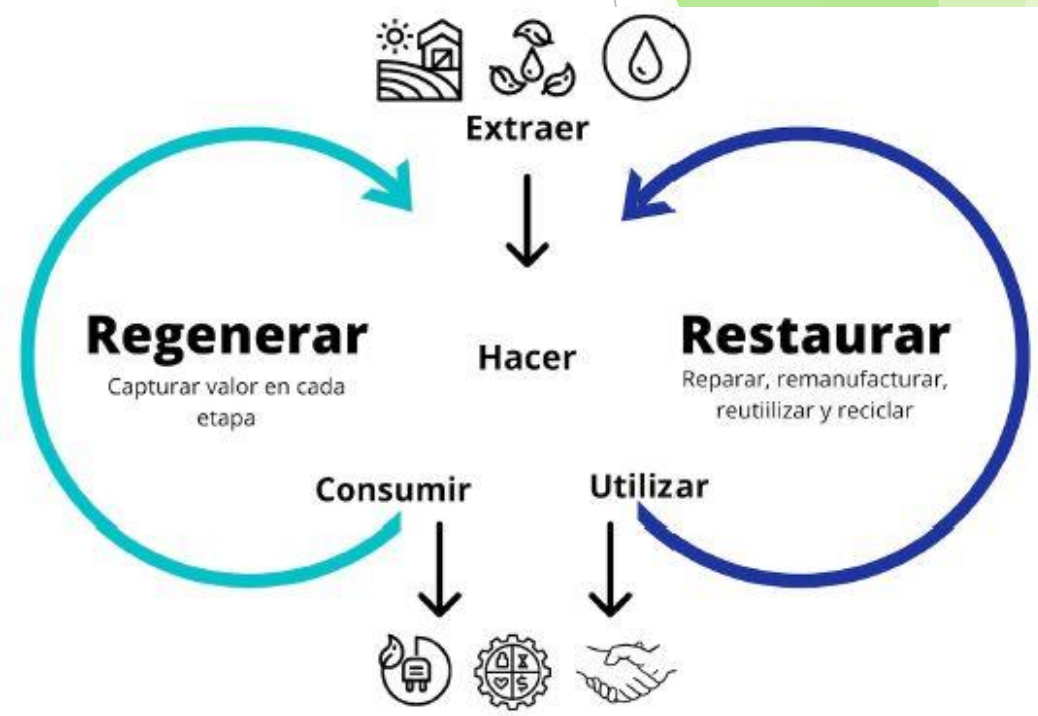 Extraer
Regenerar
Capturar valor en cada
etapa
Hacer
Restaurar
Reparar, remanufacturar,
reutiilizar y reciclar
Consumir
Utilizar